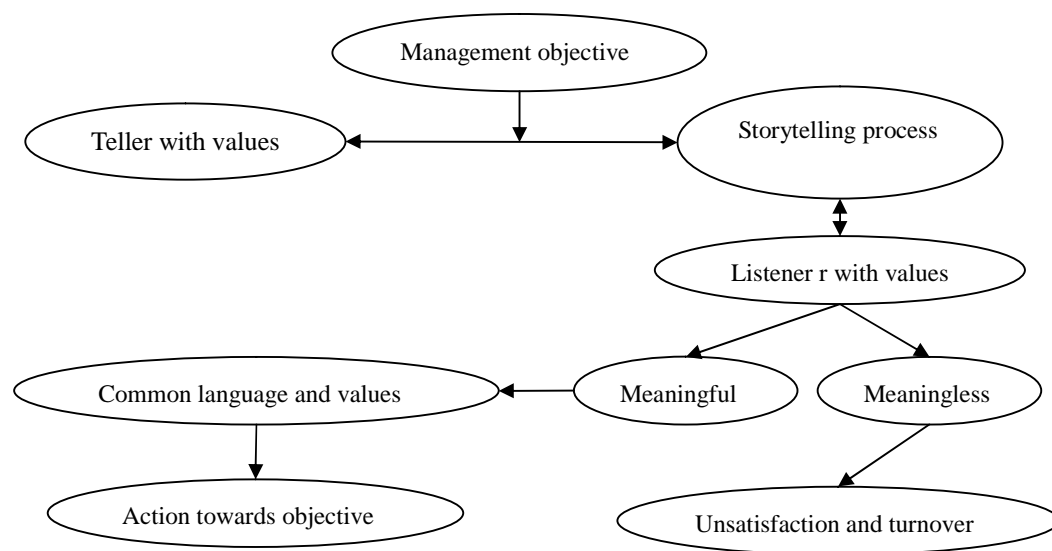 Management objective
Teller with values
Storytelling process
Listener r with values
Common language and values
Meaningful
Meaningless
Action towards objective
Unsatisfaction and turnover